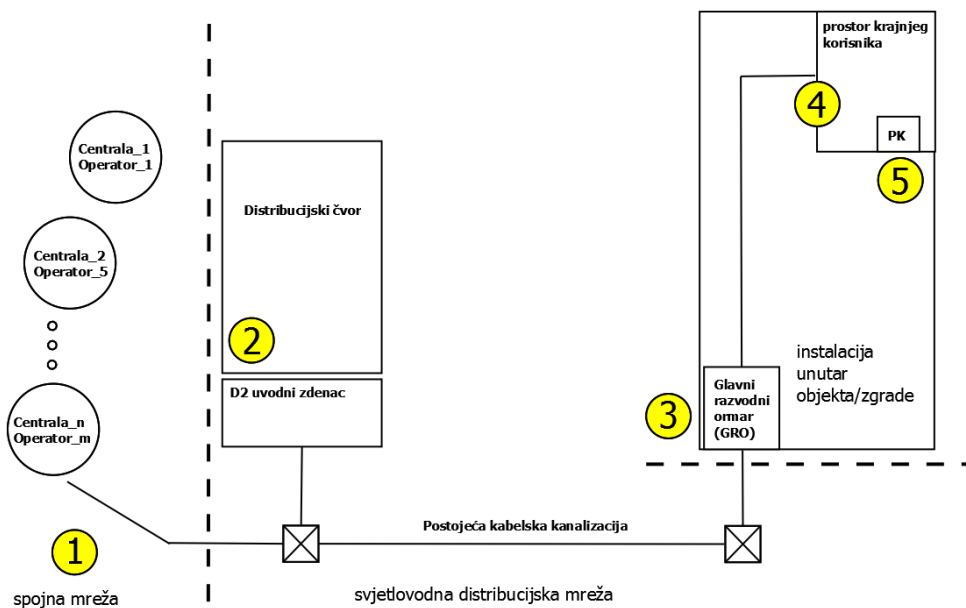 prostor krajnjeg
korisnika
4
PK
5
Centrala_1
Operator_1
Distribucijski čvor
Centrala_2
Operator_5
2
instalacija
unutar
objekta/zgrade
D2 uvodni zdenac
Glavni
razvodni
ormar
(GRO)
3
Centrala_n
Operator_m
Postojeća kabelska kanalizacija
1
spojna mreža
svjetlovodna distribucijska mreža